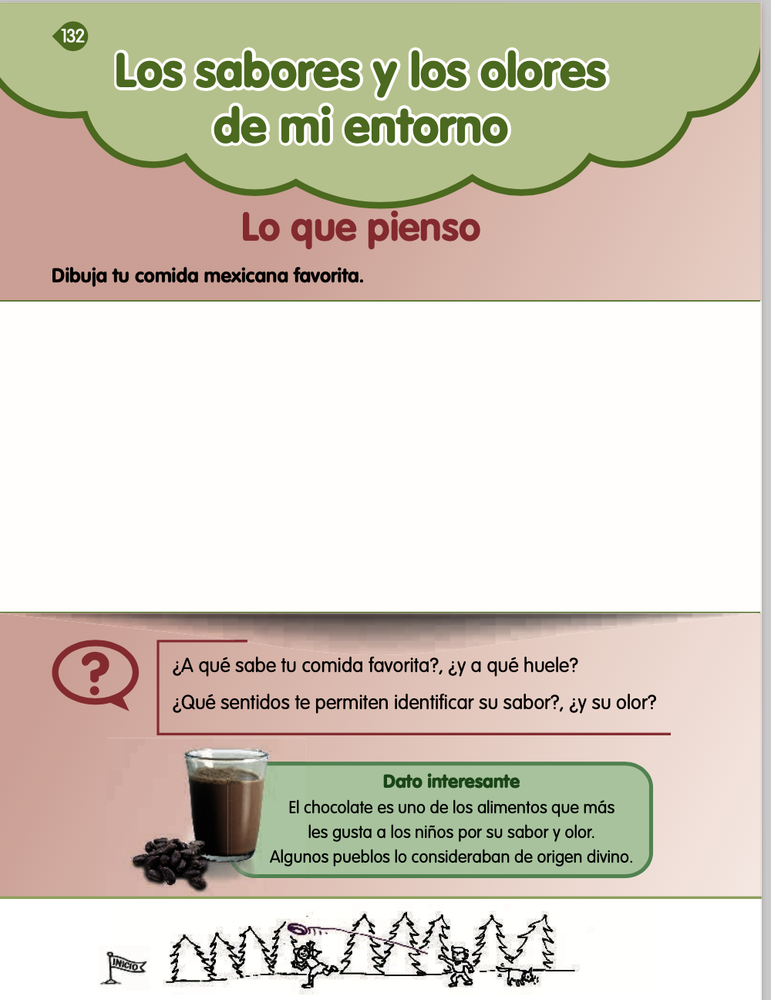 132
Los sabores y los olores
de mi entorno
Lo que pienso
Dibuja tu comida mexicana favorita.
?
¿A qué sabe tu comida favorita?, ¿y a qué huele?
¿Qué sentidos te permiten identificar su sabor?, ¿y su olor?
Dato interesante
El chocolate es uno de los alimentos que más
les gusta a los niños por su sabor y olor.
Algunos pueblos lo consideraban de origen divino.
INICIO